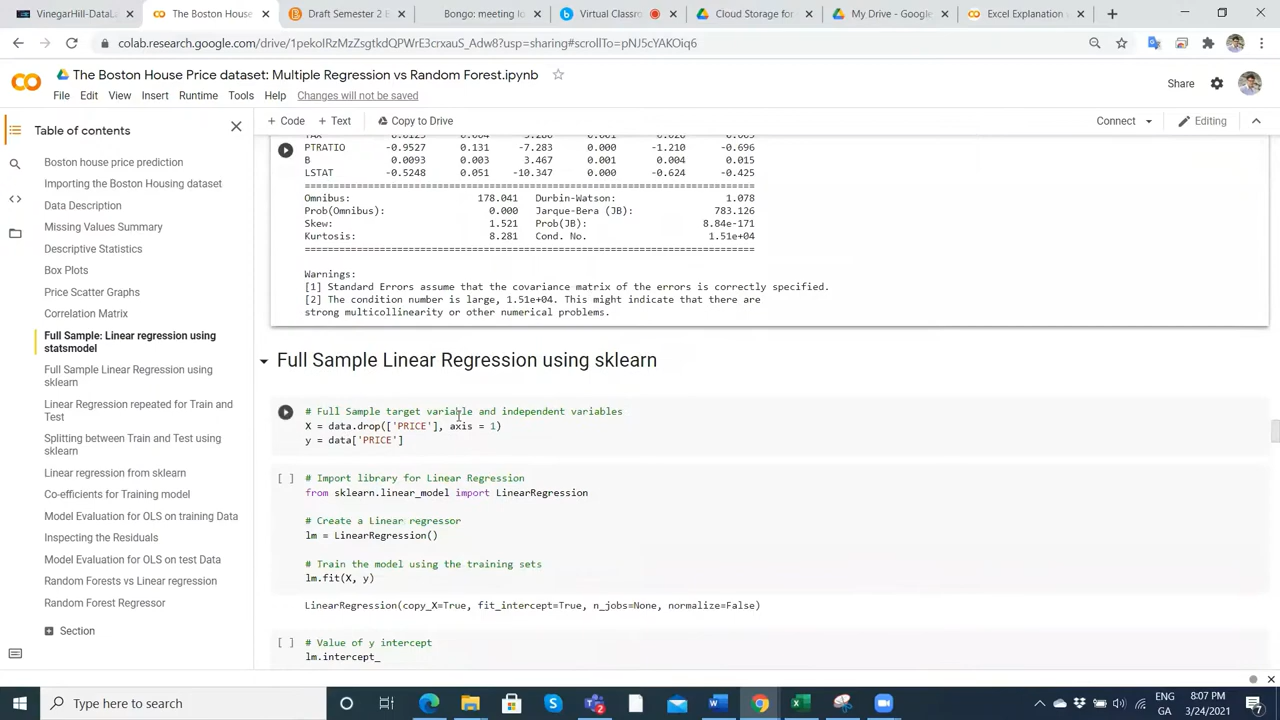 VinegarHill-DataLa
The Boston House Price
Draft Semester 2 B
Bongo: meeting lo
Virtual Classro
Cloud Storage for
My Drive - Google
Excel Explanation
colab.research.google.com/drive/1pekoIRzMzZsgtkdQPWrE3crxauS_Adw8?usp=sharing#scrollTo=pNJ5cYAKOiq6
The Boston House Price dataset: Multiple Regression vs Random Forest.ipynb
Share
File Edit View Insert Runtime Tools Help Changes will not be saved
+ Code + Text Copy to Drive
Connect
Editing
Table of contents
Boston house price prediction
Importing the Boston Housing dataset
Data Description
Missing Values Summary
Descriptive Statistics
Box Plots
Price Scatter Graphs
Correlation Matrix
Full Sample: Linear regression using
statsmodel
Full Sample Linear Regression using
sklearn
Linear Regression repeated for Train and
Test
Splitting between Train and Test using
sklearn
Linear regression from sklearn
Co-efficients for Training model
Model Evaluation for OLS on training Data
Inspecting the Residuals
Model Evaluation for OLS on test Data
Random Forests vs Linear regression
Random Forest Regressor
Section
PTRATIO -0.9527 0.131 -7.283 0.000 -1.210 -0.696
B 0.0093 0.003 3.467 0.001 0.004 0.015
LSTAT -0.5248 0.051 -10.347 0.000 -0.624 -0.425
==============================================================================
Omnibus: 178.041 Durbin-Watson: 1.078
Prob(Omnibus): 0.000 Jarque-Bera (JB): 783.126
Skew: 1.521 Prob(JB): 8.84e-171
Kurtosis: 8.281 Cond. No. 1.51e+04
==============================================================================
Warnings:
[1] Standard Errors assume that the covariance matrix of the errors is correctly specified.
[2] The condition number is large, 1.51e+04. This might indicate that there are
strong multicollinearity or other numerical problems.
Full Sample Linear Regression using sklearn
# Full Sample target variable and independent variables
X = data.drop(['PRICE'], axis = 1)
y = data['PRICE']
[ ] # Import library for Linear Regression
from sklearn.linear_model import LinearRegression
# Create a Linear regressor
lm = LinearRegression()
# Train the model using the training sets
lm.fit(X, y)
LinearRegression(copy_X=True, fit_intercept=True, n_jobs=None, normalize=False)
[ ] # Value of y intercept
lm.intercept_
Type here to search
ENG
GA
8:07 PM
3/24/2021